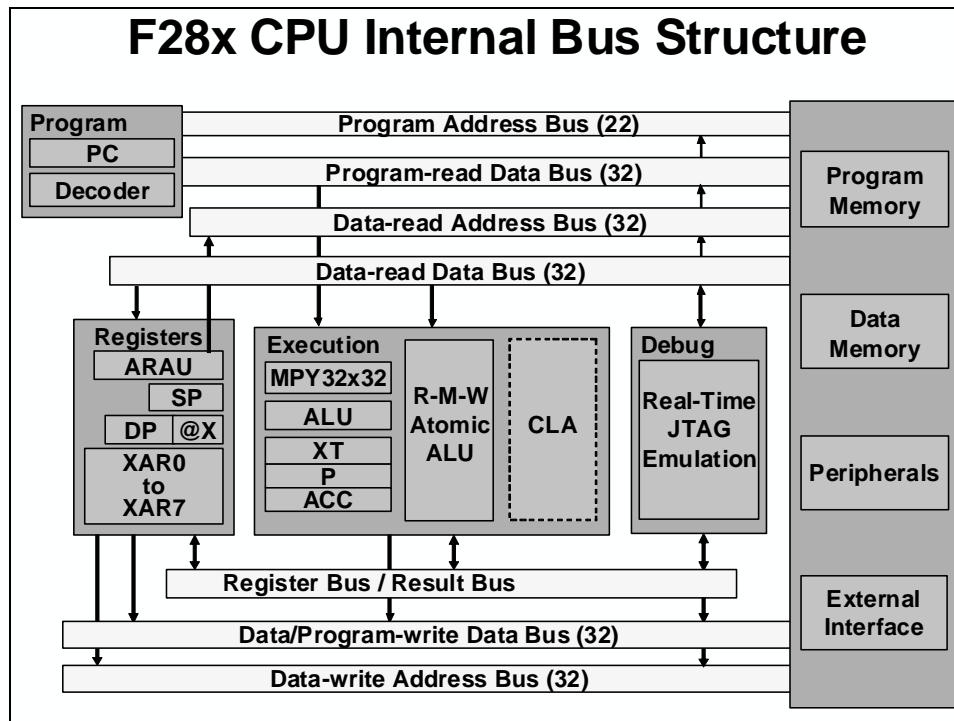 F28x CPU Internal Bus Structure
Program
PC
Decoder
Program Address Bus (22)
Program-read Data Bus (32)
Data-read Address Bus (32)
Data-read Data Bus (32)
Program
Memory
Data
Memory
Peripherals
External
Interface
Registers
ARAU
SP
DP @X
XAR0
to
XAR7
Execution
MPY32x32
ALU
XT
P
ACC
R-M-W
Atomic
ALU
CLA
Debug
Real-Time
JTAG
Emulation
Register Bus / Result Bus
Data/Program-write Data Bus (32)
Data-write Address Bus (32)